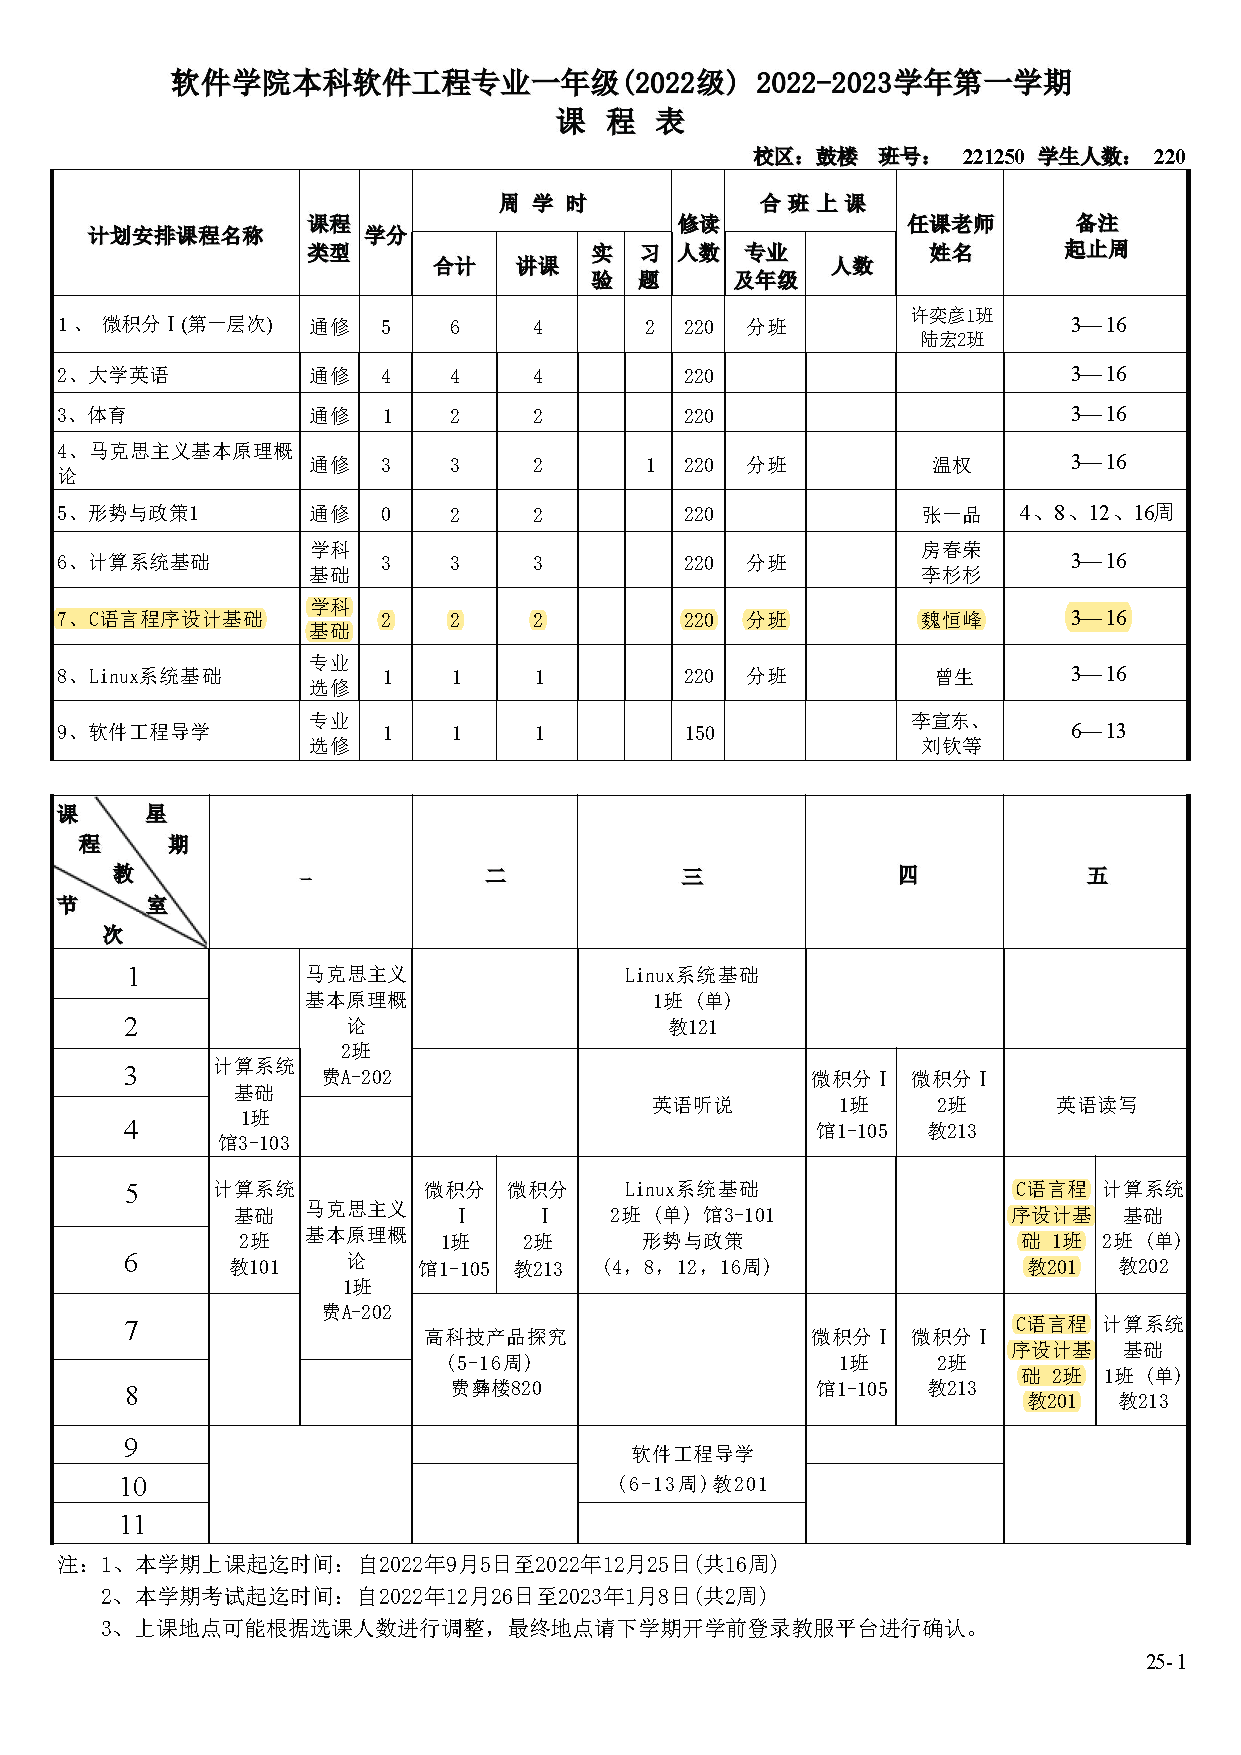 软件学院本科软件工程专业一年级(2022级) 2022-2023学年第一学期
课 程 表
校区：鼓楼 班号： 221250 学生人数： 220
计划安排课程名称 课程类型 学分 周 学 时 修读人数 合 班 上 课 任课老师姓名 备注起止周
合计 讲课 实验 习题 专业及年级 人数
1、 微积分Ⅰ(第一层次) 通修 5 6 4 2 220 分班 许奕彦1班 陆宏2班 3—16
2、大学英语 通修 4 4 4 220 3—16
3、体育 通修 1 2 2 220 3—16
4、马克思主义基本原理概论 通修 3 3 2 1 220 分班 温权 3—16
5、形势与政策1 通修 0 2 2 220 张一品 4、8、12、16周
6、计算系统基础 学科基础 3 3 3 220 分班 房春荣 李杉杉 3—16
7、C语言程序设计基础 学科基础 2 2 2 220 分班 魏恒峰 3—16
8、Linux系统基础 专业选修 1 1 1 220 分班 曾生 3—16
9、软件工程导学 专业选修 1 1 1 150 李宣东、刘钦等 6—13
课程 星期 教室 节次
一 二 三 四 五
1
2
马克思主义
基本原理概
论
2班
费A-202
Linux系统基础
1班（单）
教121
3
4
计算系统
基础
1班
馆3-103
英语听说
微积分Ⅰ
1班
馆1-105
微积分Ⅰ
2班
教213
英语读写
5
6
计算系统
基础
2班
教101
马克思主义
基本原理概
论
1班
费A-202
微积分
Ⅰ
1班
馆1-105
微积分
Ⅰ
2班
教213
Linux系统基础
2班（单）馆3-101
形势与政策
（4，8，12，16周）
C语言程
序设计基
础 1班
教201
计算系统
基础
2班（单）
教202
7
8
高科技产品探究
（5-16周）
费彝楼820
微积分Ⅰ
1班
馆1-105
微积分Ⅰ
2班
教213
C语言程
序设计基
础 2班
教201
计算系统
基础
1班（单）
教213
9
10
11
软件工程导学
(6-13周)教201
注：1、本学期上课起迄时间：自2022年9月5日至2022年12月25日(共16周)
2、本学期考试起迄时间：自2022年12月26日至2023年1月8日(共2周)
3、上课地点可能根据选课人数进行调整，最终地点请下学期开学前登录教服平台进行确认。
25-1